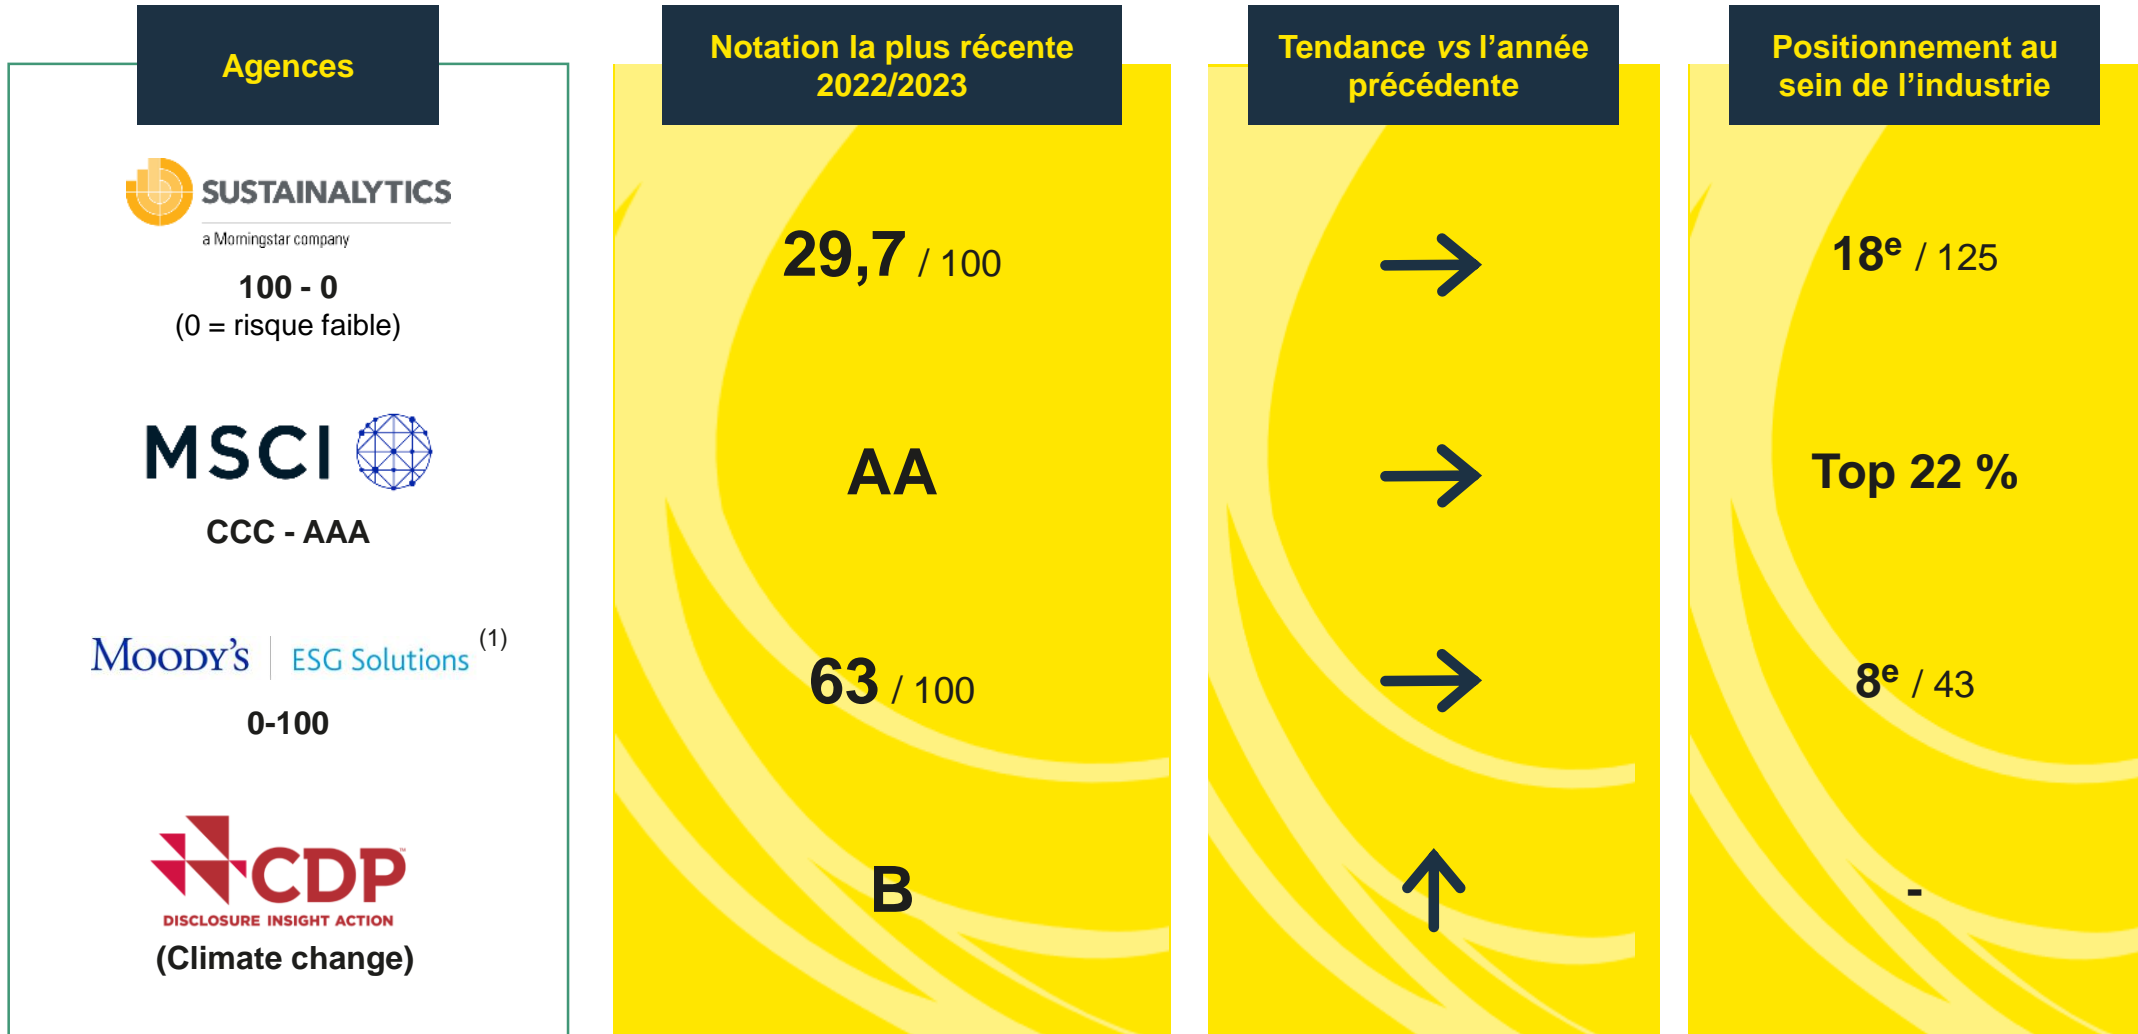 Agences
Notation la plus récente
2022/2023
Tendance vs l'année
précédente
Positionnement au
sein de l'industrie
SUSTAINALYTICS
a Morningstar company
100 - 0
(0 = risque faible)
29,7 / 100
18e / 125
MSCI
CCC - AAA
AA
Top 22 %
MOODY'S | ESG Solutions (1)
0-100
63 / 100
8e / 43
CDP™
DISCLOSURE INSIGHT ACTION
(Climate change)
B
-